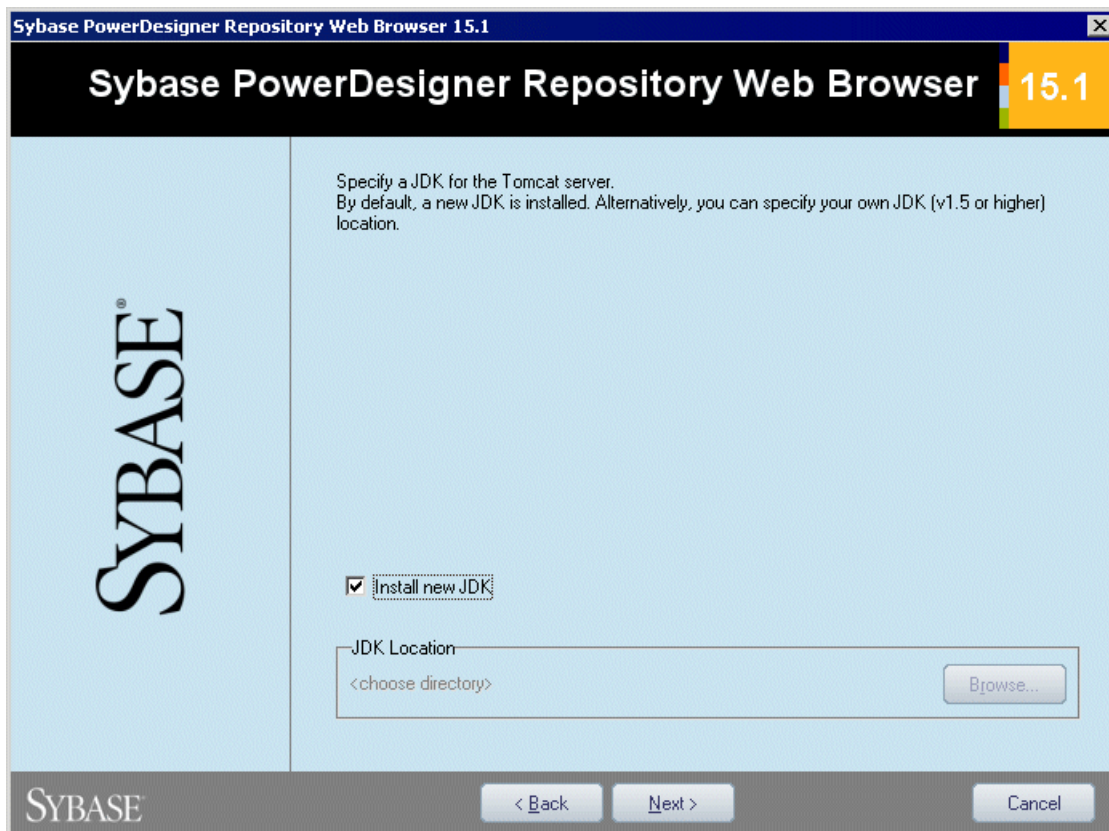 Sybase PowerDesigner Repository Web Browser 15.1
Sybase PowerDesigner Repository Web Browser 15.1
Specify a JDK for the Tomcat server.
By default, a new JDK is installed. Alternatively, you can specify your own JDK (v1.5 or higher)
location.
SYBASE®
Install new JDK
JDK Location
<choose directory>
Browse...
SYBASE
< Back
Next >
Cancel